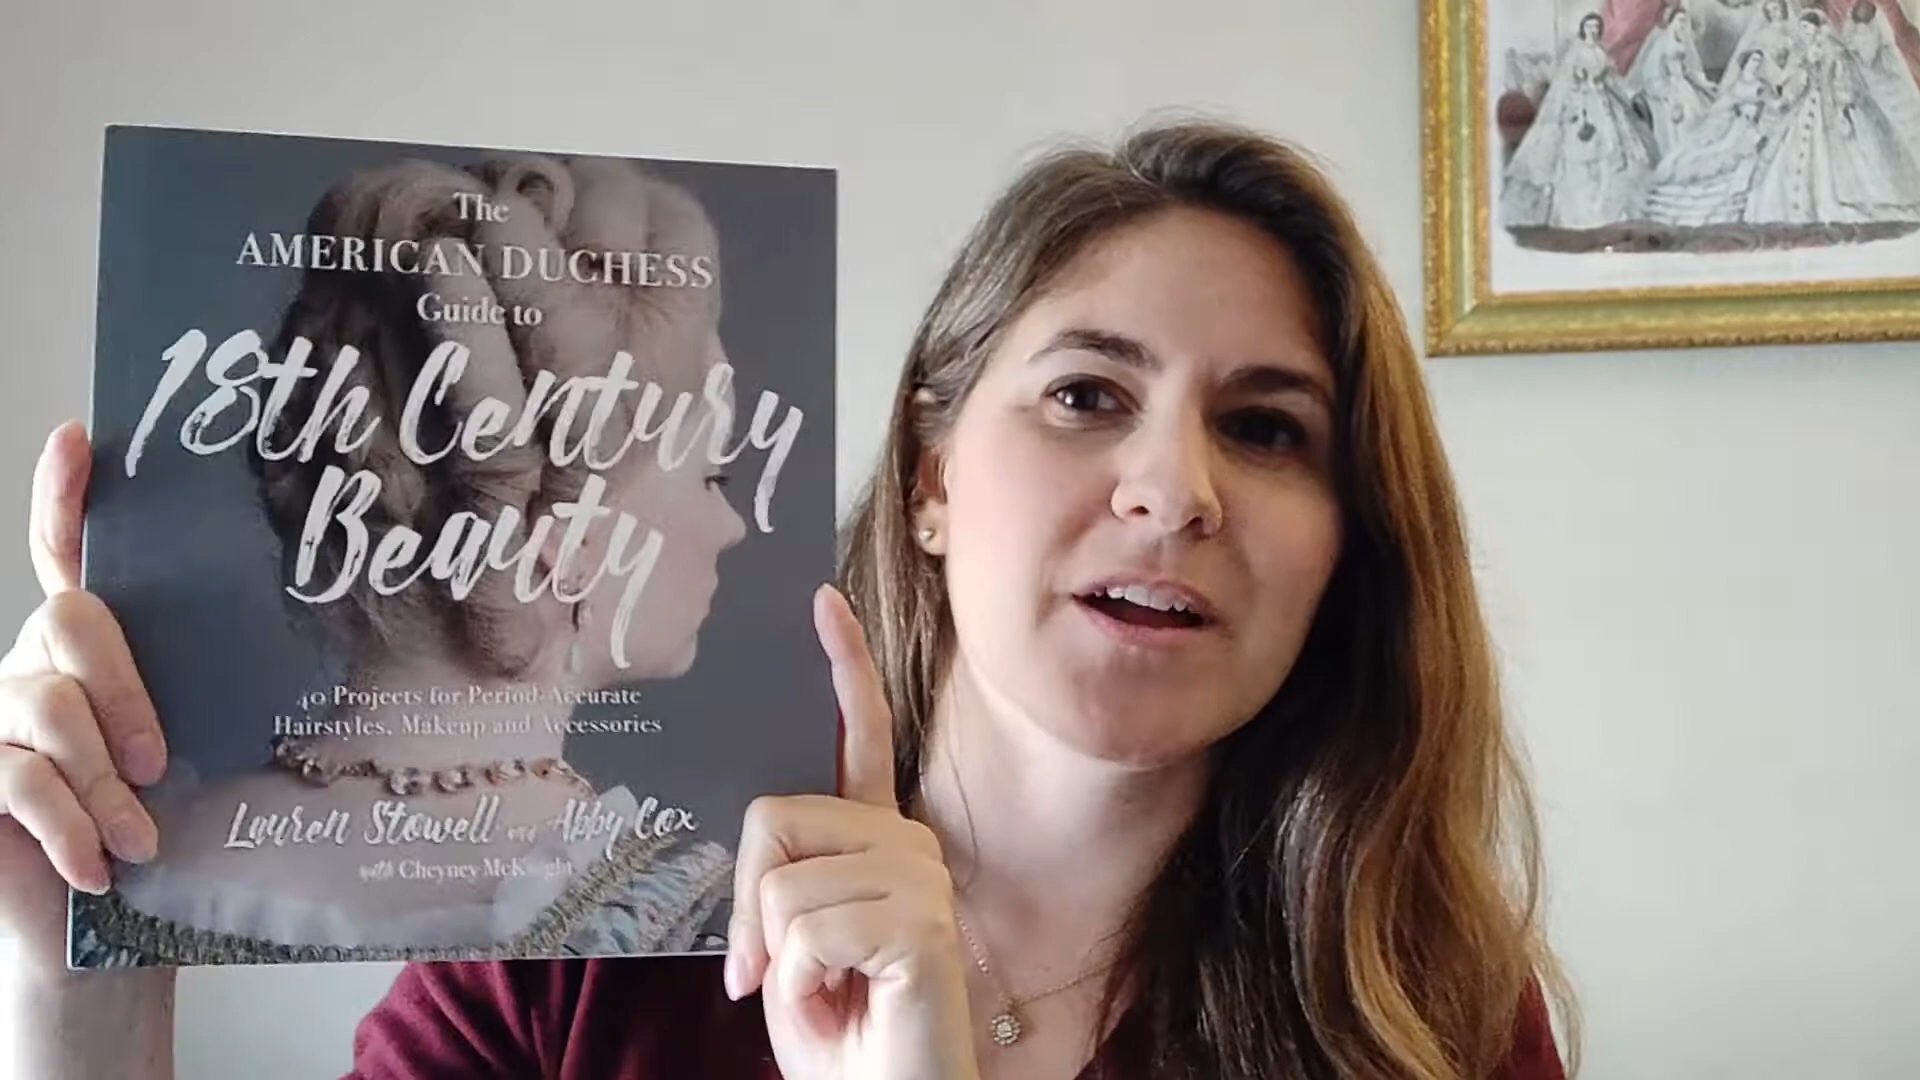 The
AMERICAN DUCHESS
Guide to
18th Century
Beauty
40 Projects for Period-Accurate
Hairstyles, Makeup and Accessories
Lauren Stowell and Abby Cox
with Cheyney McKnight